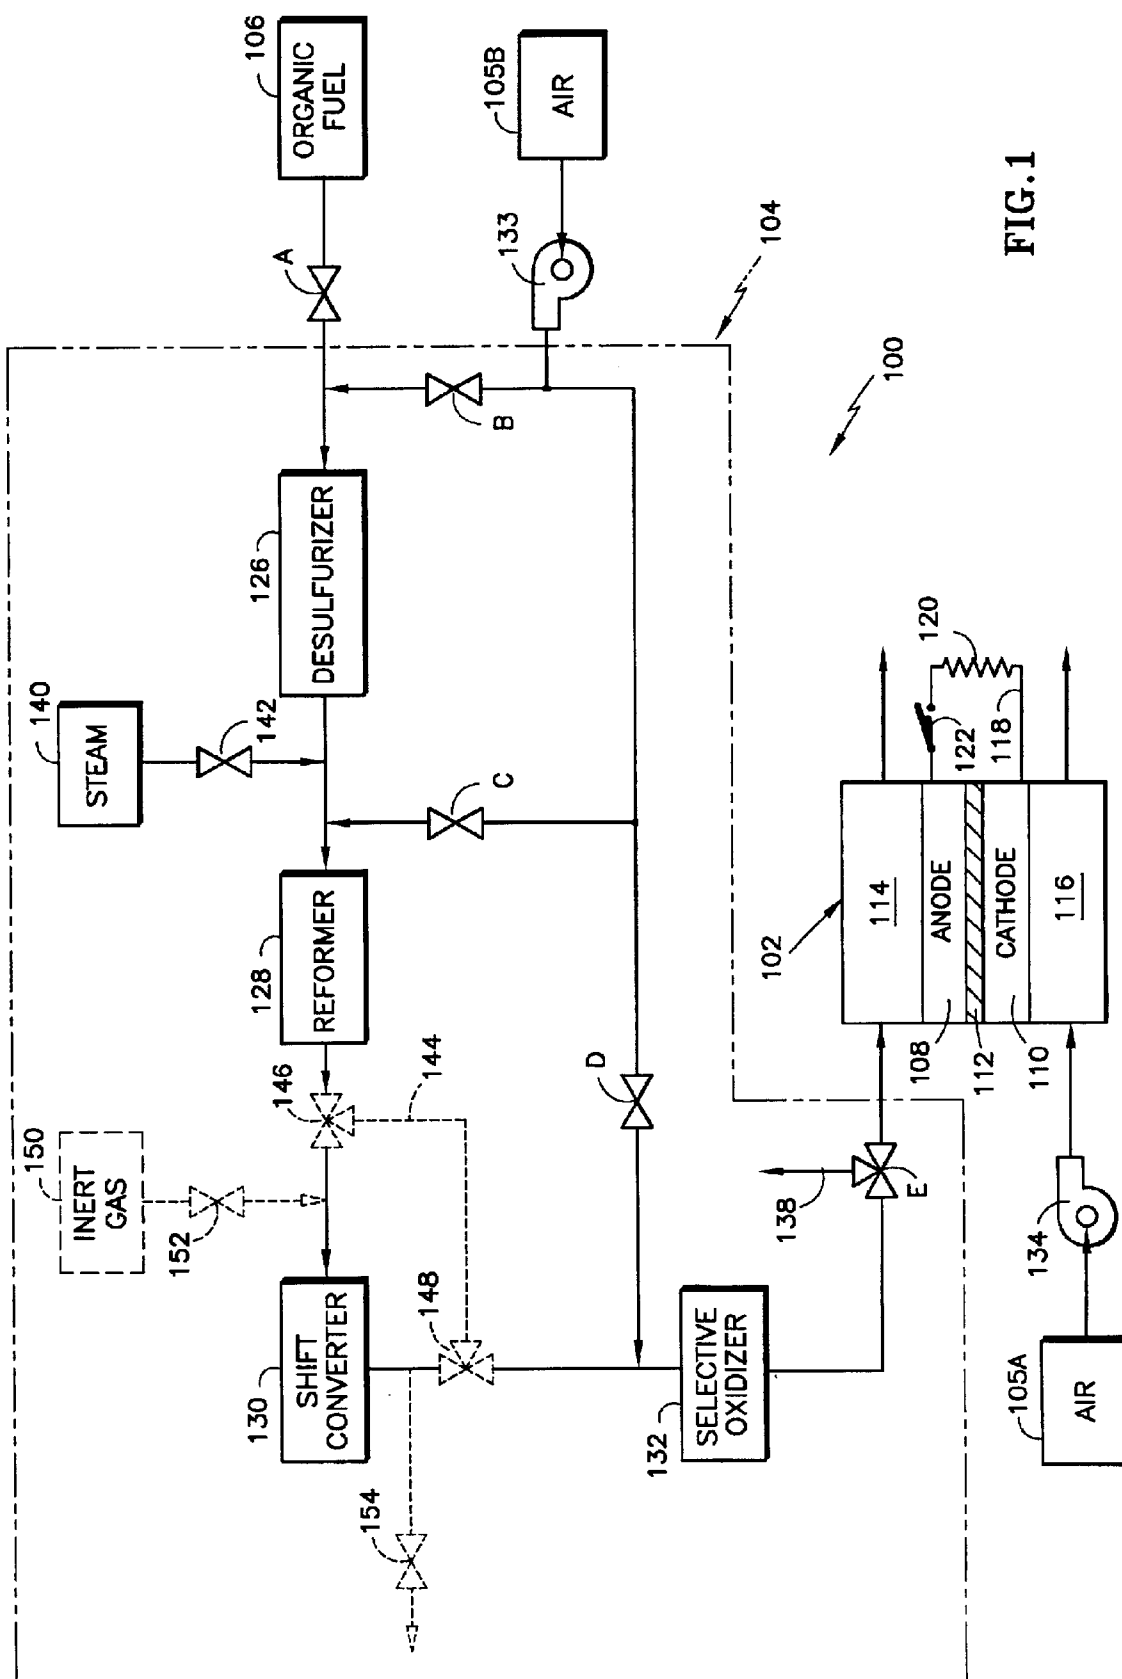 106
ORGANIC
FUEL
A
105B
AIR
133
104
FIG.1
100
B
140
STEAM
142
126
DESULFURIZER
C
128
REFORMER
146
144
150
INERT
GAS
152
130
SHIFT
CONVERTER
148
154
D
132
SELECTIVE
OXIDIZER
138
E
102
114
ANODE
CATHODE
116
108
112
110
122
118
120
134
105A
AIR